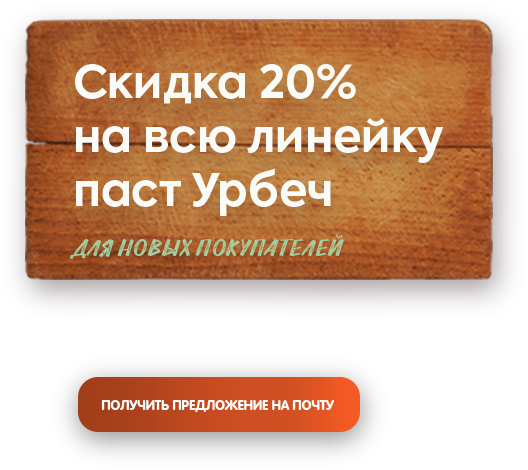 Скидка 20%
на всю линейку
паст Урбеч
ДЛЯ НОВЫХ ПОКУПАТЕЛЕЙ
ПОЛУЧИТЬ ПРЕДЛОЖЕНИЕ НА ПОЧТУ